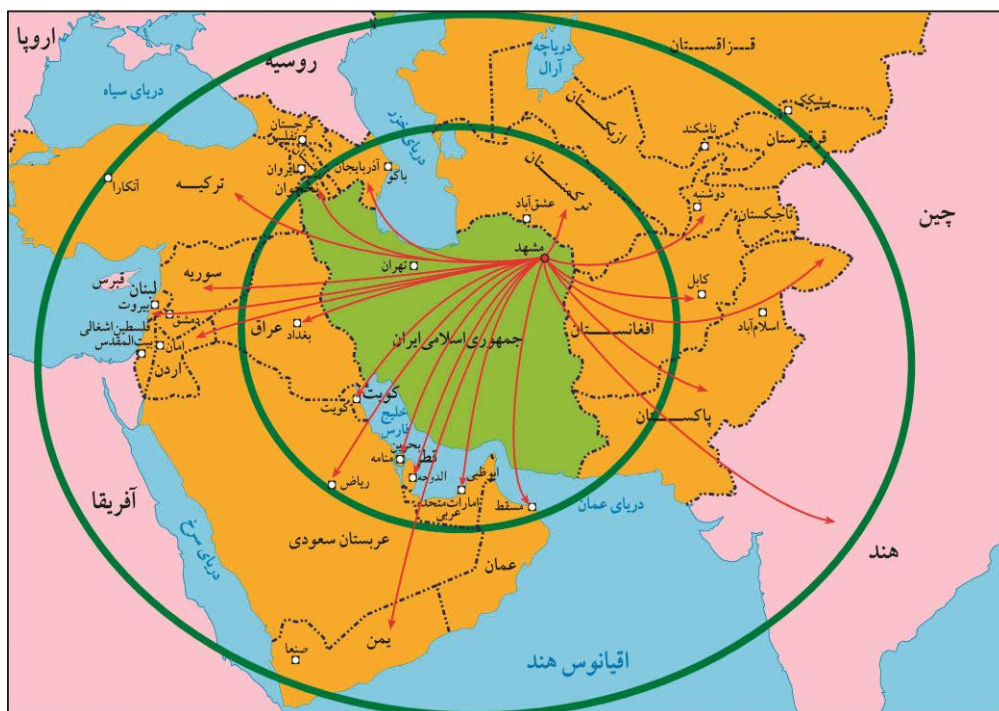 اروپا
روسیه
قزاقستان
دریاچه
آرال
دریای سیاه
دریای خزر
ازبکستان
بیشکک
تاشکند
قرقیزستان
گرجستان
تفلیس
ایروان
نخجوان
آذربایجان
باکو
ترکیه
آنکارا
ترکمنستان
عشق‌آباد
دوشنبه
تاجیکستان
چین
مشهد
تهران
سوریه
قبرس
لبنان
بیروت
دمشق
فلسطین اشغالی
بیت‌المقدس
امان
اردن
عراق
بغداد
جمهوری اسلامی ایران
افغانستان
کابل
اسلام‌آباد
پاکستان
کویت
کویت
خلیج
فارس
بحرین
منامه
قطر
الدوحه
ابوظبی
امارات متحده
عربی
ریاض
مسقط
دریای عمان
هند
آفریقا
دریای سرخ
عربستان سعودی
عمان
یمن
صنعا
اقیانوس هند